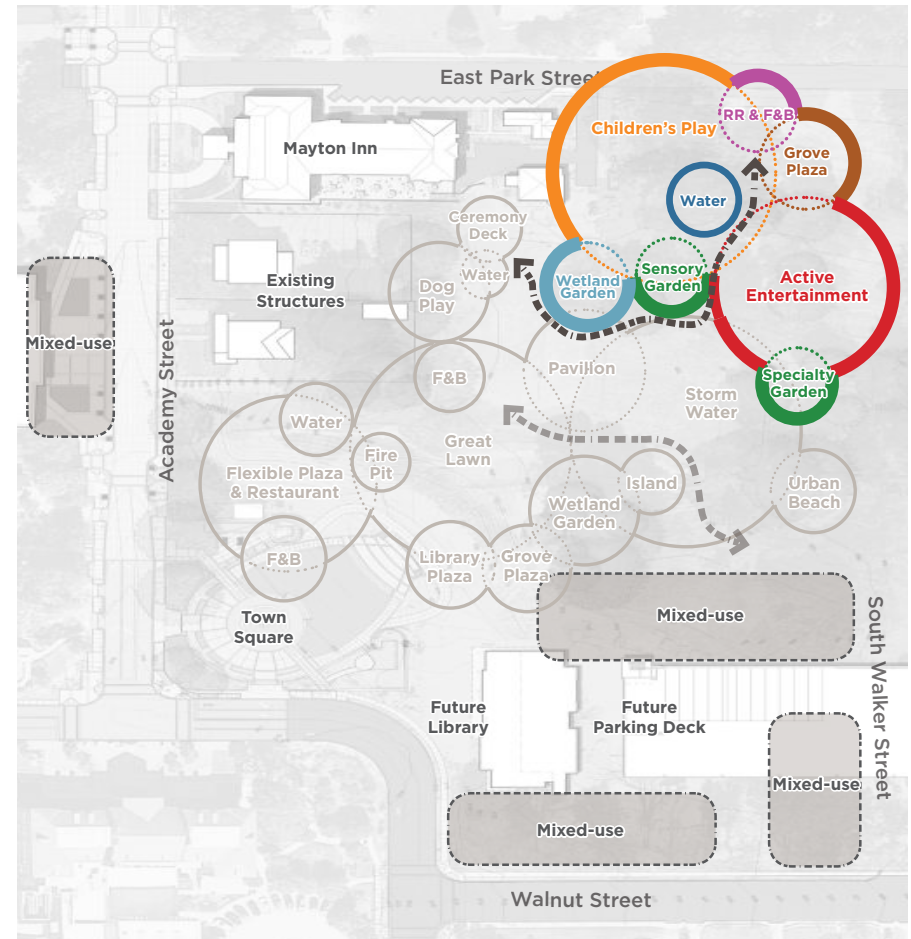 East Park Street
RR & F&B
Children's Play
Mayton Inn
Grove
Plaza
Water
Ceremony
Deck
Water
Wetland
Garden
Sensory
Garden
Active
Entertainment
Existing
Structures
Dog
Play
Mixed-use
Academy Street
F&B
Pavilion
Specialty
Garden
Storm
Water
Water
Great
Lawn
Fire
Pit
Flexible Plaza
& Restaurant
Island
Wetland
Garden
Urban
Beach
F&B
Library
Plaza
Grove
Plaza
Town
Square
Mixed-use
South Walker Street
Future
Library
Future
Parking Deck
Mixed-use
Mixed-use
Walnut Street